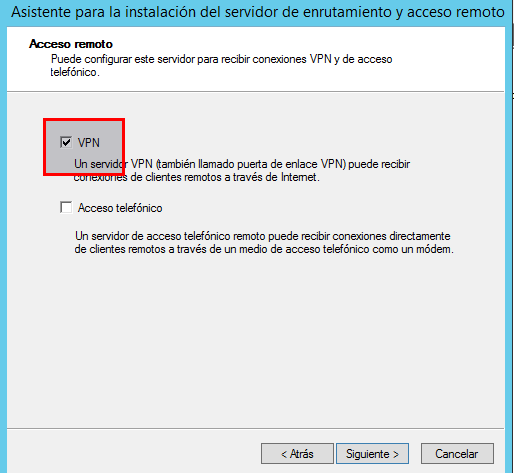 Asistente para la instalación del servidor de enrutamiento y acceso remoto
Acceso remoto
Puede configurar este servidor para recibir conexiones VPN y de acceso
telefónico.
VPN
Un servidor VPN (también llamado puerta de enlace VPN) puede recibir
conexiones de clientes remotos a través de Internet.
Acceso telefónico
Un servidor de acceso telefónico remoto puede recibir conexiones directamente
de clientes remotos a través de un medio de acceso telefónico como un módem.
< Atrás
Siguiente >
Cancelar